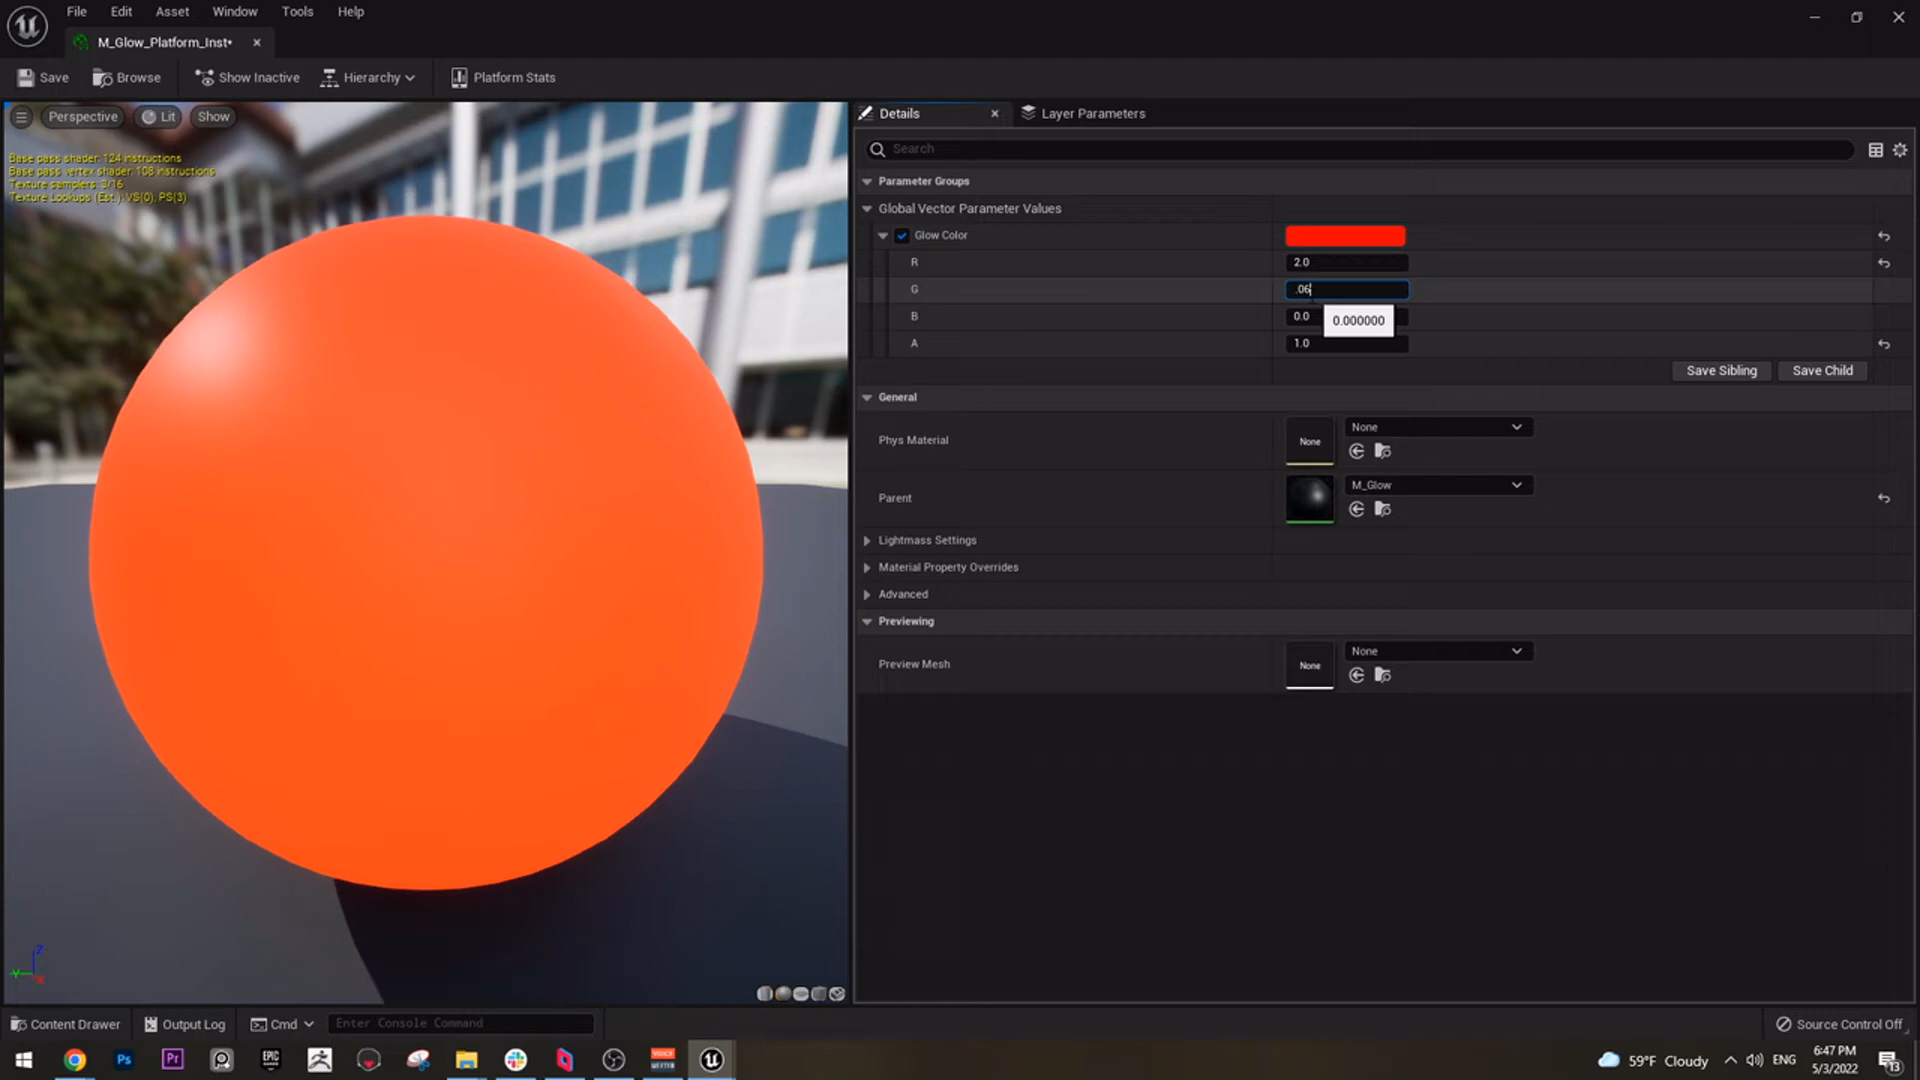 File Edit Asset Window Tools Help
M_Glow_Platform_Inst•
Save Browse Show Inactive Hierarchy Platform Stats
Perspective Lit Show
Base pass shader: 124 instructions
Base pass vertex shader: 108 instructions
Texture samplers: 3/16
Texture Lookups (Est.): VS(0), PS(3)
Z
Y
X
Details Layer Parameters
Search
Parameter Groups
Global Vector Parameter Values
Glow Color
R 2.0
G .06
B 0.0
0.000000
A 1.0
Save Sibling Save Child
General
Phys Material None None
Parent M_Glow
Lightmass Settings
Material Property Overrides
Advanced
Previewing
Preview Mesh None None
Content Drawer Output Log Cmd Enter Console Command Source Control Off
Ps Pr EPIC GAMES 59°F Cloudy ENG 6:47 PM
5/3/2022 13